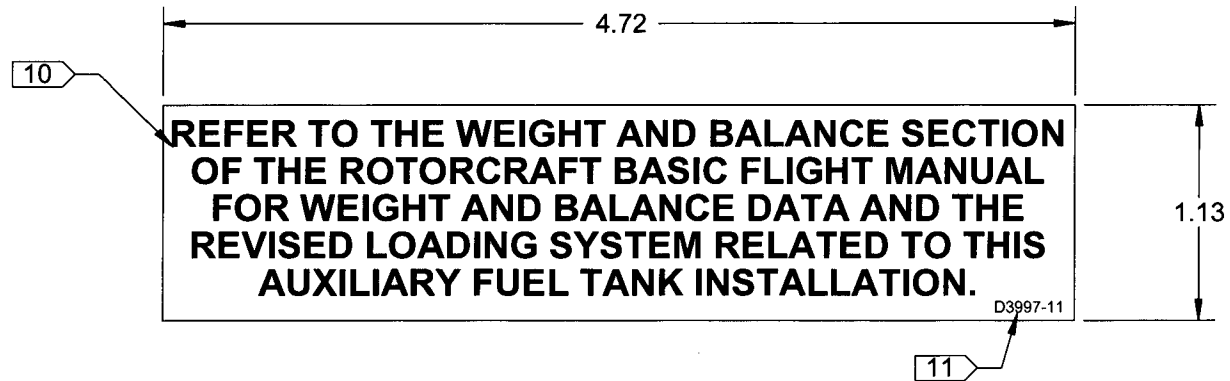 4.72
10
REFER TO THE WEIGHT AND BALANCE SECTION
OF THE ROTORCRAFT BASIC FLIGHT MANUAL
FOR WEIGHT AND BALANCE DATA AND THE
REVISED LOADING SYSTEM RELATED TO THIS
AUXILIARY FUEL TANK INSTALLATION.
D3997-11
1.13
11